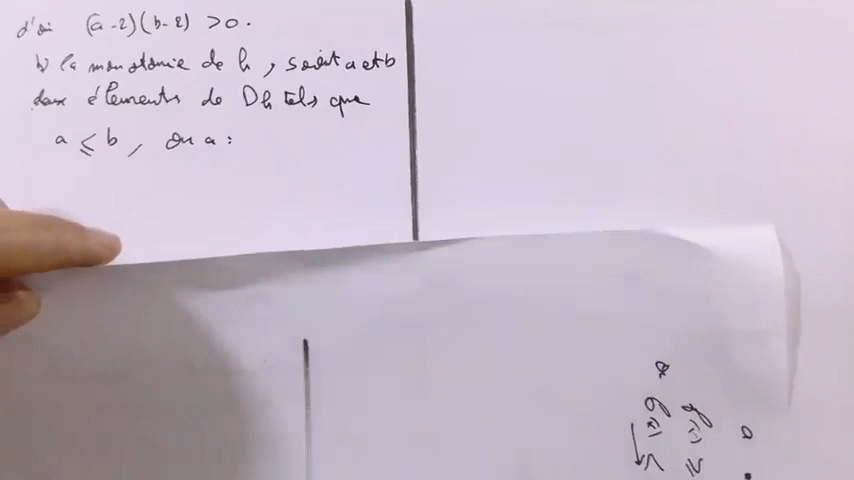 d'où (a-2)(b-2) >0.
b/ la monotonie de h, soient a et b
deux éléments de Dh tels que
a ≤ b, on a :